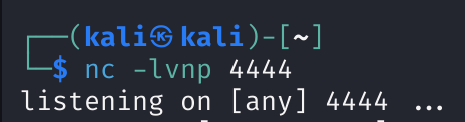 ┌──(kali㉿kali)-[~]
└─$ nc -lvnp 4444
listening on [any] 4444 ...